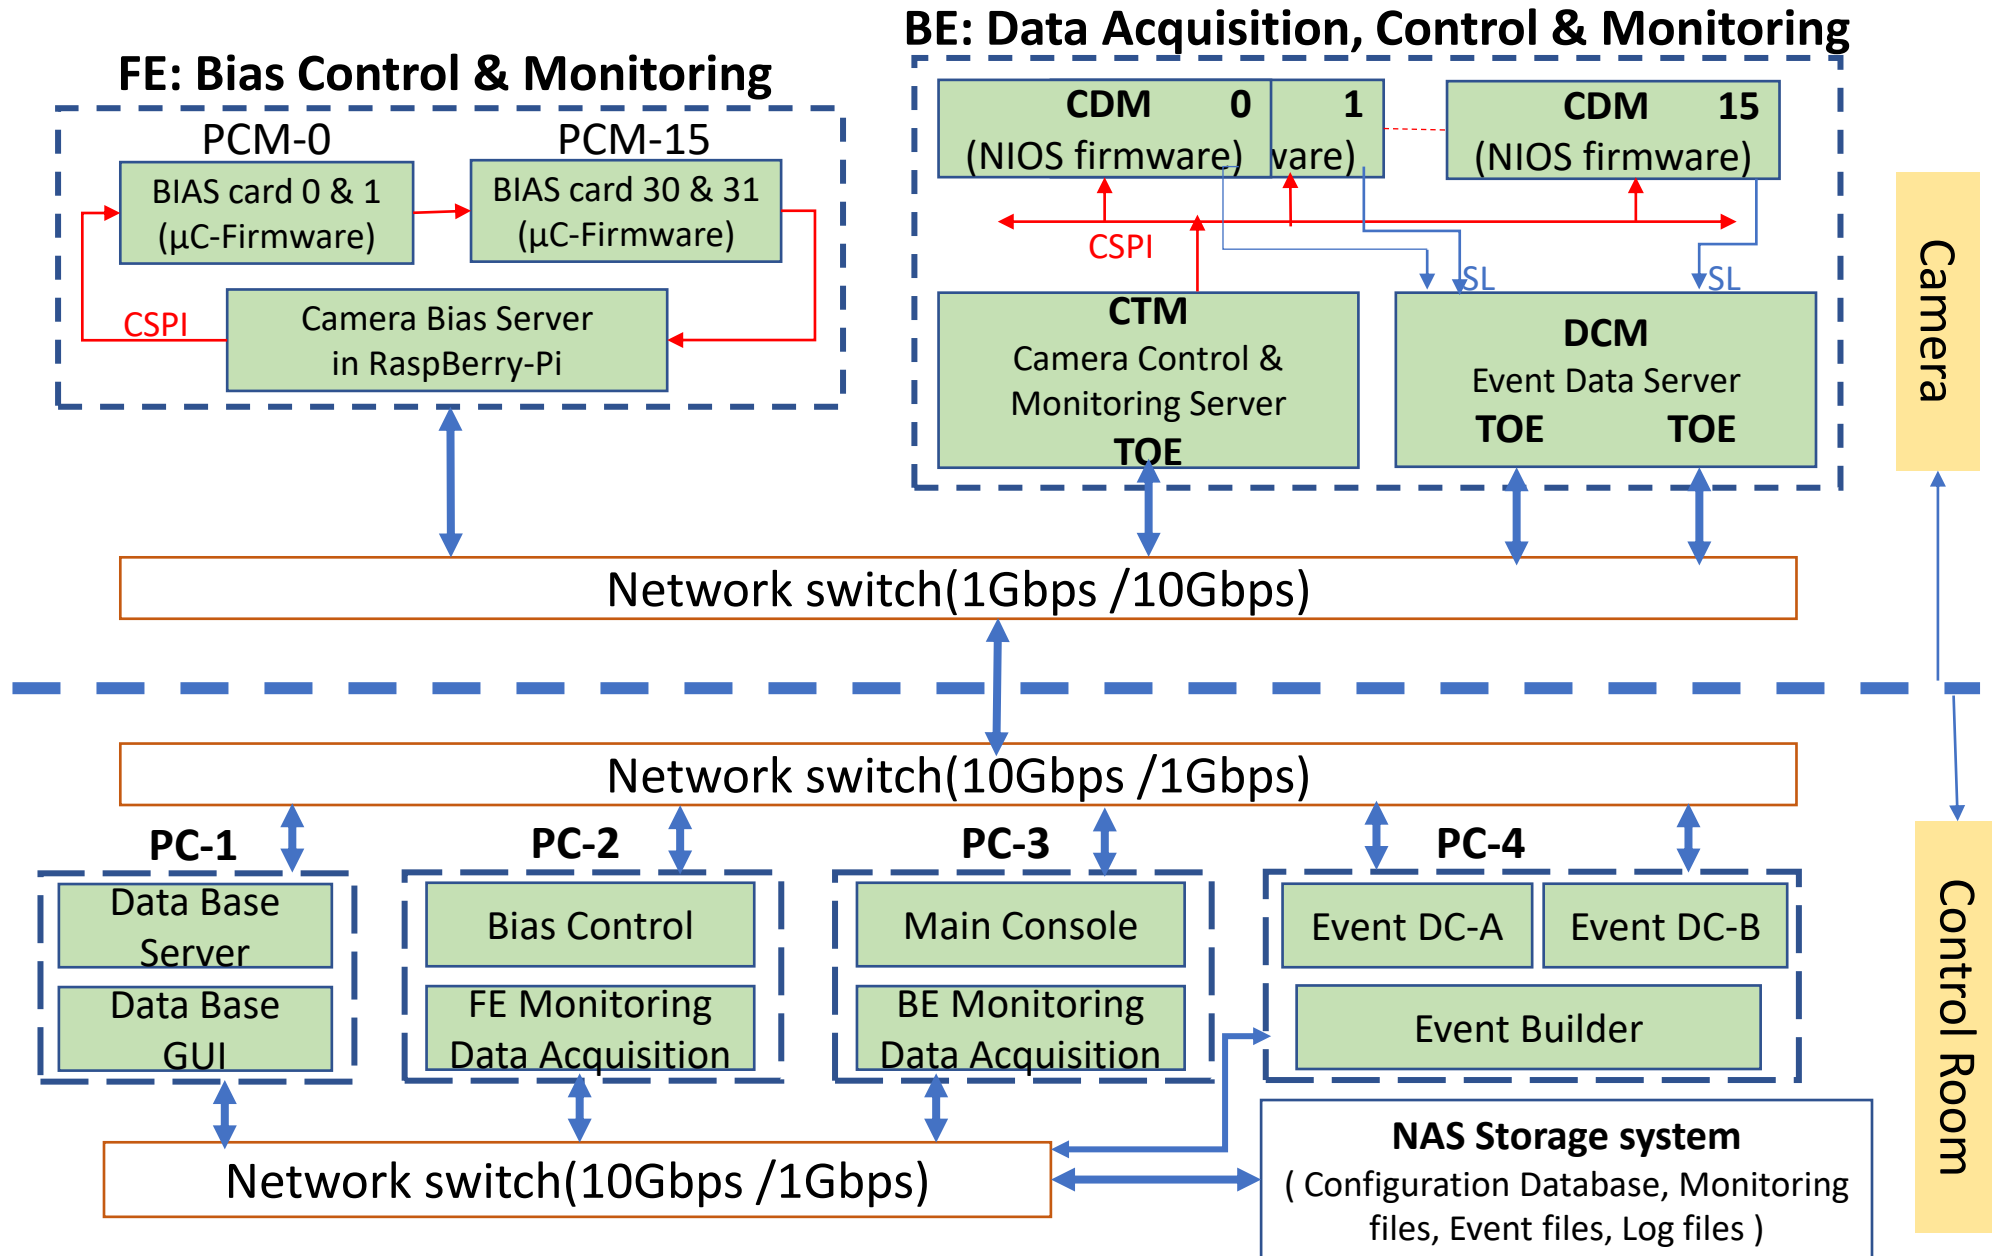 BE: Data Acquisition, Control & Monitoring
FE: Bias Control & Monitoring
PCM-0
PCM-15
BIAS card 0 & 1
(µC-Firmware)
BIAS card 30 & 31
(µC-Firmware)
CSPI
Camera Bias Server
in RaspBerry-Pi
CDM 0
(NIOS firmware)
1
ware)
CDM 15
(NIOS firmware)
CSPI
SL
SL
CTM
Camera Control &
Monitoring Server
TOE
DCM
Event Data Server
TOE TOE
Camera
Network switch(1Gbps /10Gbps)
Network switch(10Gbps /1Gbps)
PC-1
PC-2
PC-3
PC-4
Data Base
Server
Data Base
GUI
Bias Control
FE Monitoring
Data Acquisition
Main Console
BE Monitoring
Data Acquisition
Event DC-A
Event DC-B
Event Builder
Control Room
Network switch(10Gbps /1Gbps)
NAS Storage system
( Configuration Database, Monitoring
files, Event files, Log files )